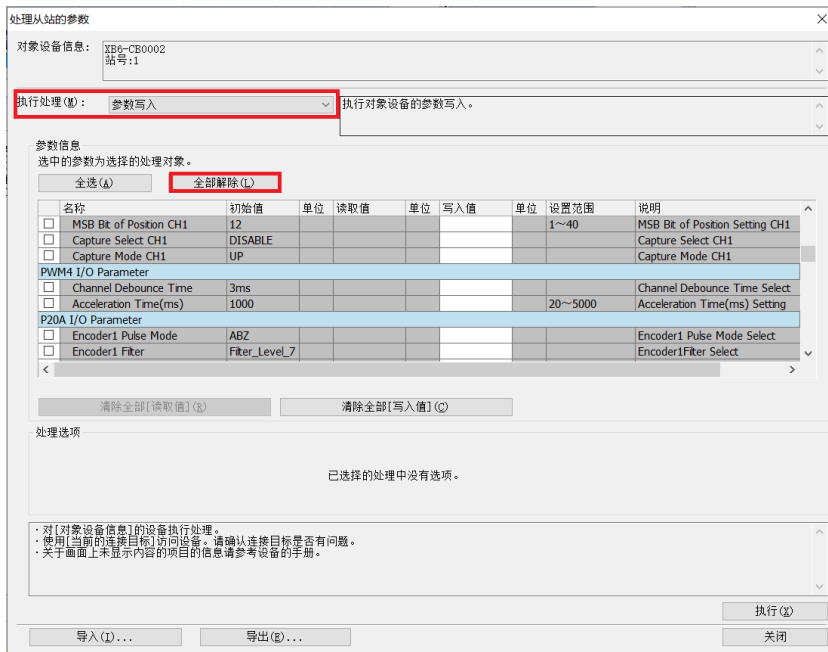 处理从站的参数
对象设备信息:
XB6-CB0002
站号:1
执行处理(M):
参数写入
执行对象设备的参数写入。
参数信息
选中的参数为选择的处理对象。
全选(A)
全部解除(L)
名称 初始值 单位 读取值 单位 写入值 单位 设置范围 说明
MSB Bit of Position CH1 12 1～40 MSB Bit of Position Setting CH1
Capture Select CH1 DISABLE Capture Select CH1
Capture Mode CH1 UP Capture Mode CH1
PWM4 I/O Parameter
Channel Debounce Time 3ms Channel Debounce Time Select
Acceleration Time(ms) 1000 20～5000 Acceleration Time(ms) Setting
P20A I/O Parameter
Encoder1 Pulse Mode ABZ Encoder1 Pulse Mode Select
Encoder1 Filter Filter_Level_7 Encoder1Filter Select
清除全部[读取值](R)
清除全部[写入值](C)
处理选项
已选择的处理中没有选项。
·对[对象设备信息]的设备执行处理。
·使用[当前的连接目标]访问设备。请确认连接目标是否有问题。
·关于画面上未显示内容的项目的信息请参考设备的手册。
执行(X)
导入(I)...
导出(E)...
关闭